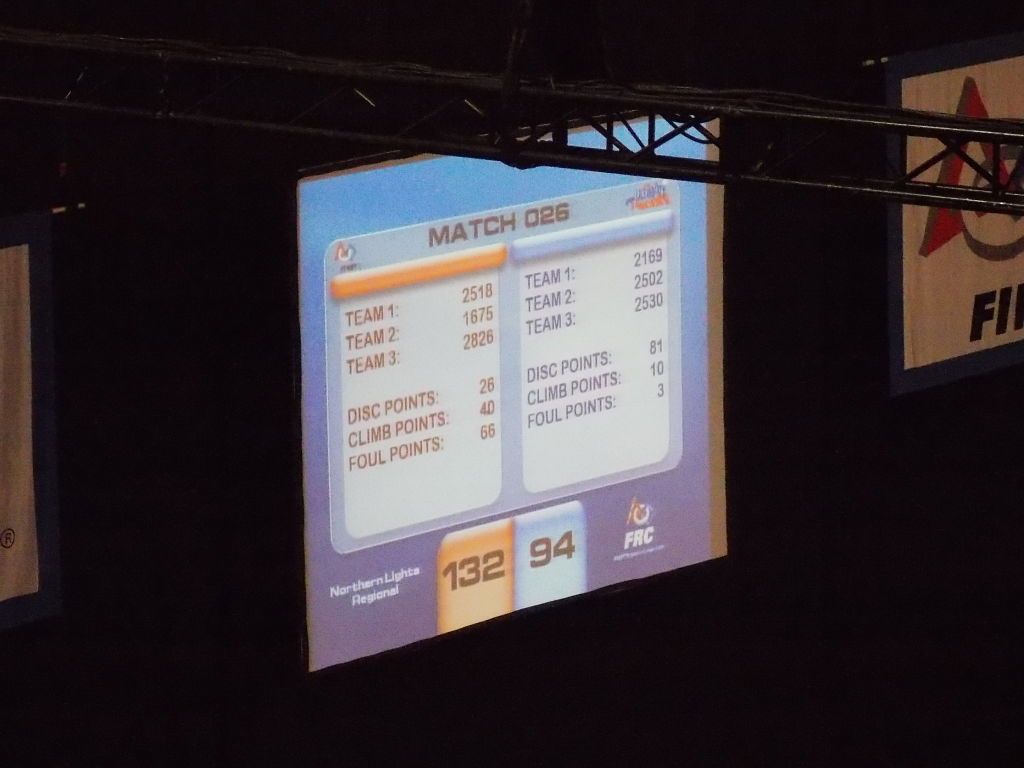 MATCH 026
ULTIMATE
TEAM 1: 2518
TEAM 2: 1675
TEAM 3: 2826
DISC POINTS: 26
CLIMB POINTS: 40
FOUL POINTS: 66
TEAM 1: 2169
TEAM 2: 2502
TEAM 3: 2530
DISC POINTS: 81
CLIMB POINTS: 10
FOUL POINTS: 3
Northern Lights
Regional
132
94
FRC
FI
®